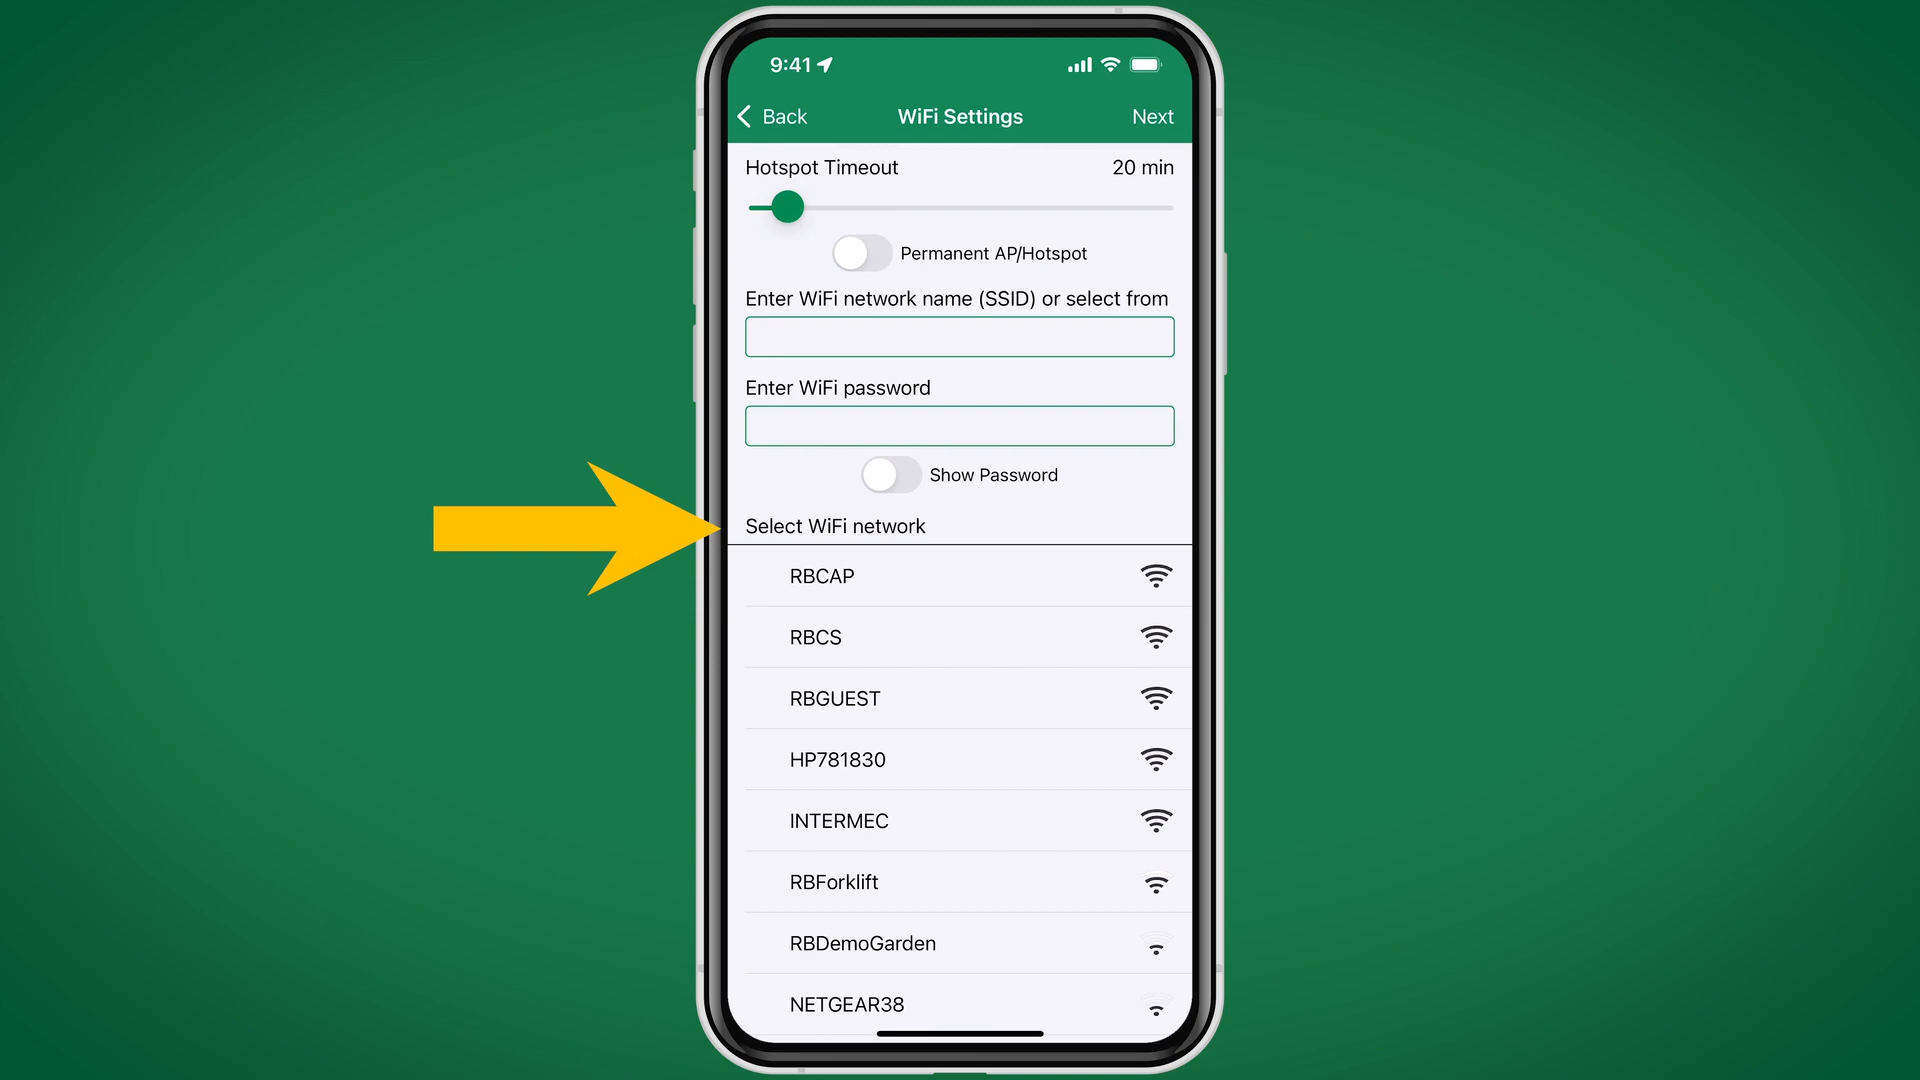 9:41
Back WiFi Settings Next
Hotspot Timeout 20 min
Permanent AP/Hotspot
Enter WiFi network name (SSID) or select from
Enter WiFi password
Show Password
Select WiFi network
RBCAP
RBCS
RBGUEST
HP781830
INTERMEC
RBForklift
RBDemoGarden
NETGEAR38